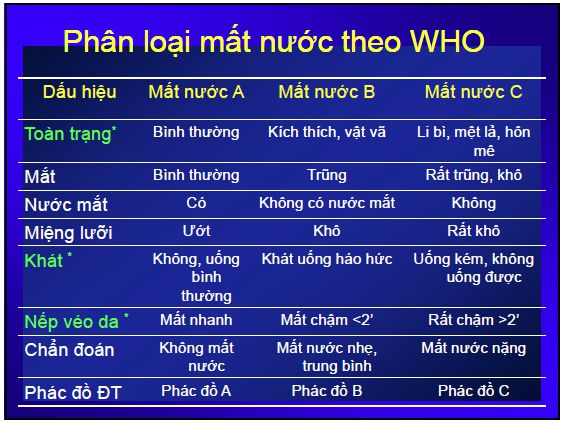 Phân loại mất nước theo WHO
Dấu hiệu Mất nước A Mất nước B Mất nước C
Toàn trạng* Bình thường Kích thích, vật vã Li bì, mệt lả, hôn
mê
Mắt Bình thường Trũng Rất trũng, khô
Nước mắt Có Không có nước mắt Không
Miệng lưỡi Ướt Khô Rất khô
Khát * Không, uống Khát uống háo hức Uống kém, không
bình uống được
thường
Nếp véo da * Mất nhanh Mất chậm <2’ Rất chậm >2’
Chẩn đoán Không mất Mất nước nhẹ, Mất nước nặng
nước trung bình
Phác đồ ĐT Phác đồ A Phác đồ B Phác đồ C